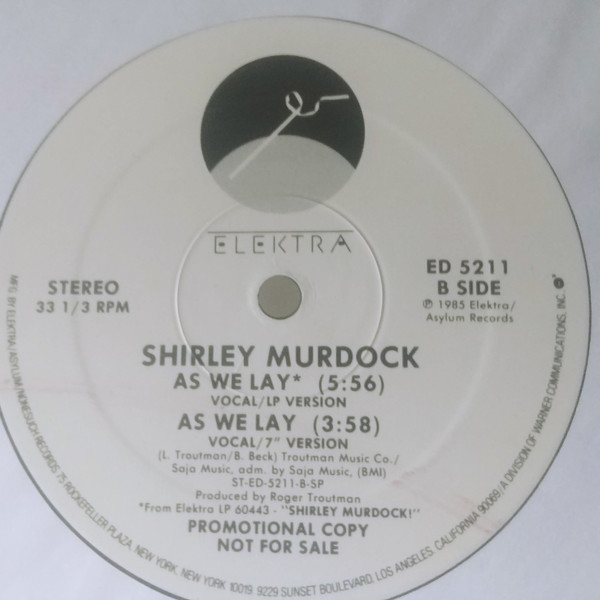 ELEKTRA
STEREO
33 1/3 RPM
ED 5211
B SIDE
℗ 1985 Elektra/
Asylum Records
SHIRLEY MURDOCK
AS WE LAY* (5:56)
VOCAL/LP VERSION
AS WE LAY (3:58)
VOCAL/7" VERSION
(L. Troutman/B. Beck) Troutman Music Co./
Saja Music, adm. by Saja Music, (BMI)
ST-ED-5211-B-SP
Produced by Roger Troutman
*From Elektra LP 60443 - "SHIRLEY MURDOCK!"
PROMOTIONAL COPY
NOT FOR SALE
MFG BY ELEKTRA/ASYLUM/NONESUCH RECORDS 75 ROCKEFELLER PLAZA, NEW YORK, NEW YORK 10019 9229 SUNSET BOULEVARD, LOS ANGELES, CALIFORNIA 90069/A DIVISION OF WARNER COMMUNICATIONS, INC.